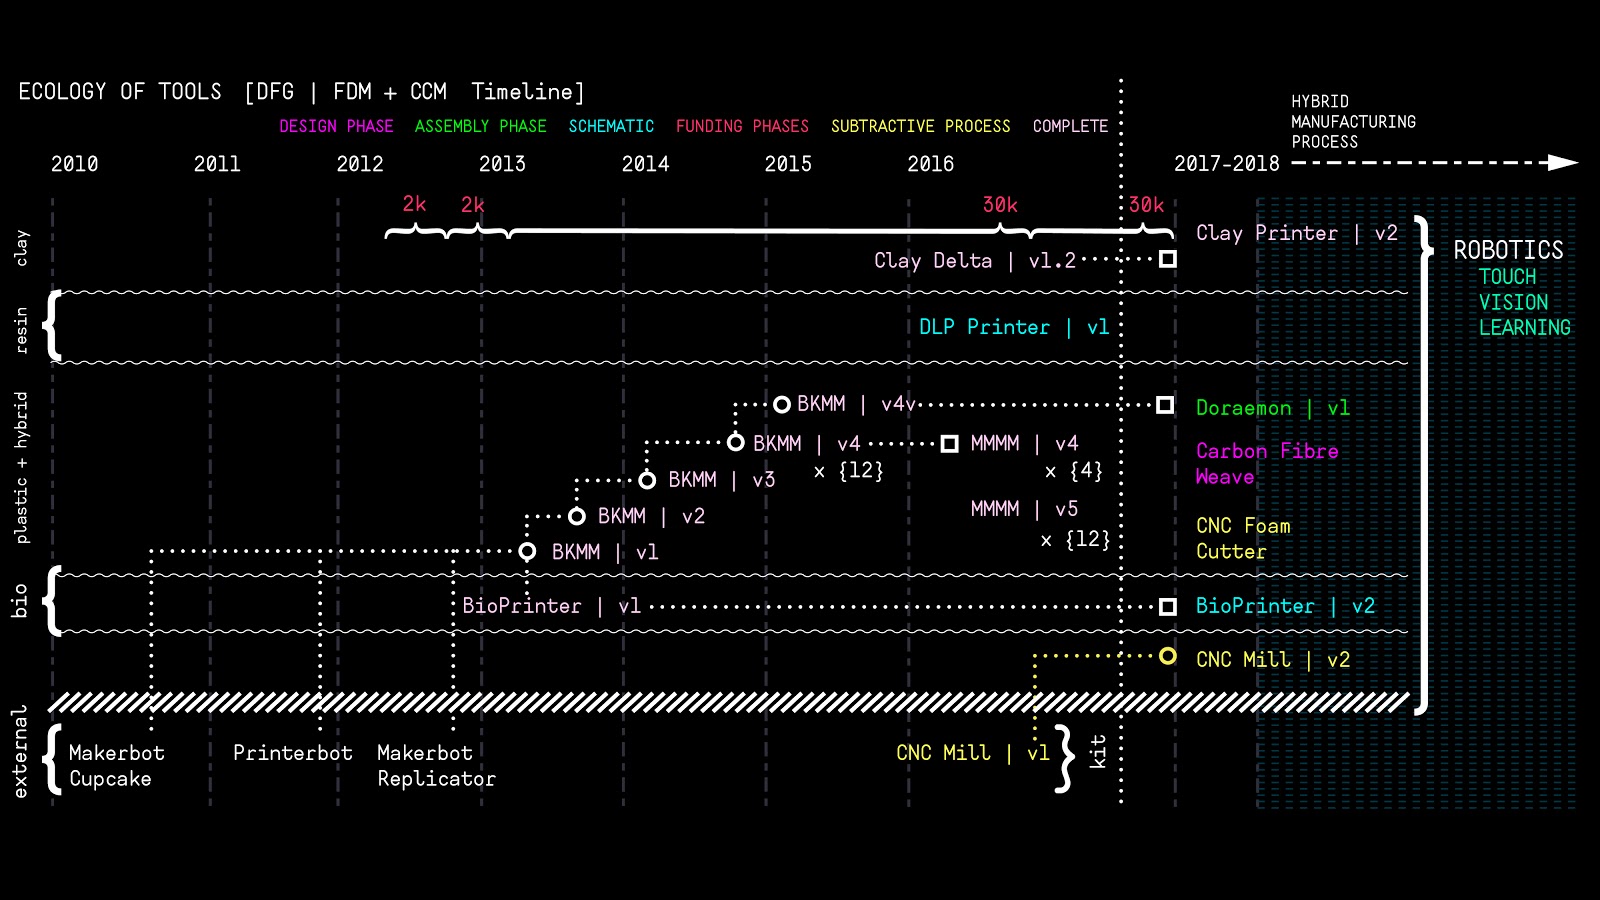 ECOLOGY OF TOOLS [DFG | FDM + CCM Timeline]
DESIGN PHASE ASSEMBLY PHASE SCHEMATIC FUNDING PHASES SUBTRACTIVE PROCESS COMPLETE
HYBRID
MANUFACTURING
PROCESS
2010 2011 2012 2013 2014 2015 2016 2017-2018
2k 2k 30k 30k
clay
Clay Printer | v2
Clay Delta | v1.2
ROBOTICS
TOUCH
VISION
LEARNING
resin
DLP Printer | v1
plastic + hybrid
BKMM | v4v
Doraemon | v1
BKMM | v4
x {12}
MMMM | v4
x {4}
Carbon Fibre
Weave
BKMM | v3
BKMM | v2
MMMM | v5
x {12}
CNC Foam
Cutter
BKMM | v1
bio
BioPrinter | v1
BioPrinter | v2
CNC Mill | v2
external
Makerbot
Cupcake
Printerbot
Makerbot
Replicator
CNC Mill | v1
kit